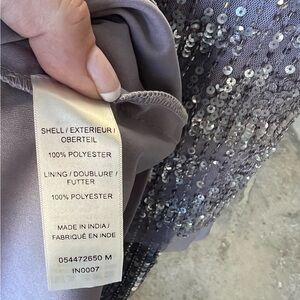 SHELL / EXTERIEUR /
OBERTEIL
100% POLYESTER
LINING / DOUBLURE /
FUTTER
100% POLYESTER
MADE IN INDIA /
FABRIQUÉ EN INDE
054472650 M
IN0007